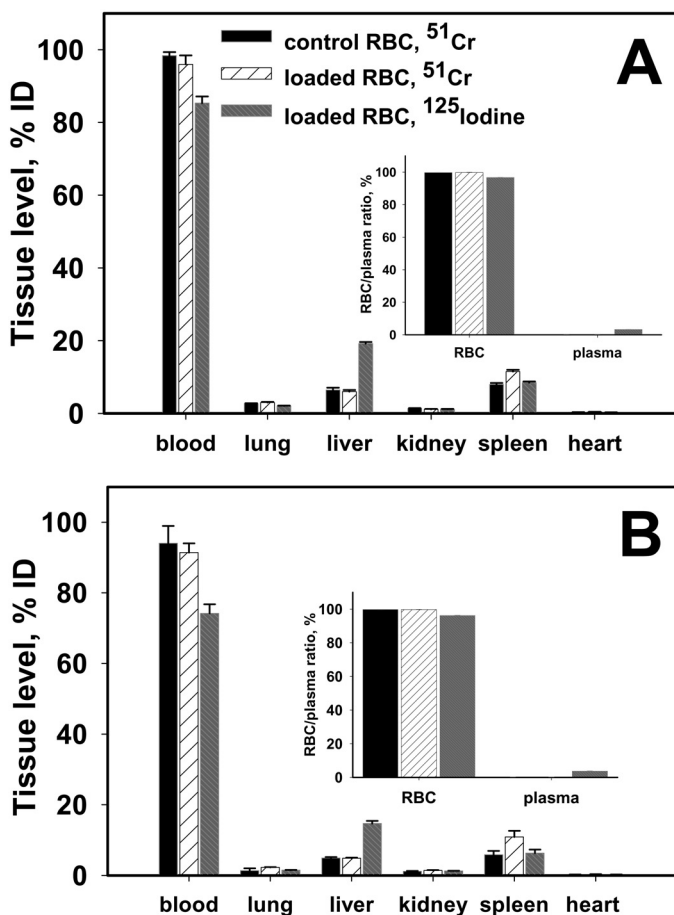 A
control RBC, 51Cr
loaded RBC, 51Cr
loaded RBC, 125Iodine
Tissue level, % ID
100
80
60
40
20
0
RBC/plasma ratio, %
100
80
60
40
20
0
RBC plasma
blood lung liver kidney spleen heart
B
Tissue level, % ID
100
80
60
40
20
0
RBC/plasma ratio, %
100
80
60
40
20
0
RBC plasma
blood lung liver kidney spleen heart